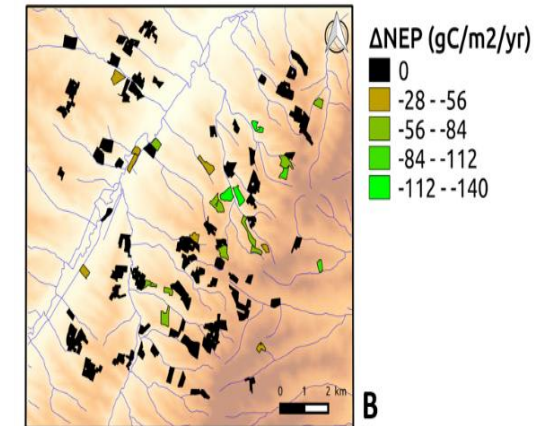 ΔNEP (gC/m2/yr)
0
-28 - -56
-56 - -84
-84 - -112
-112 - -140
0 1 2 km
B